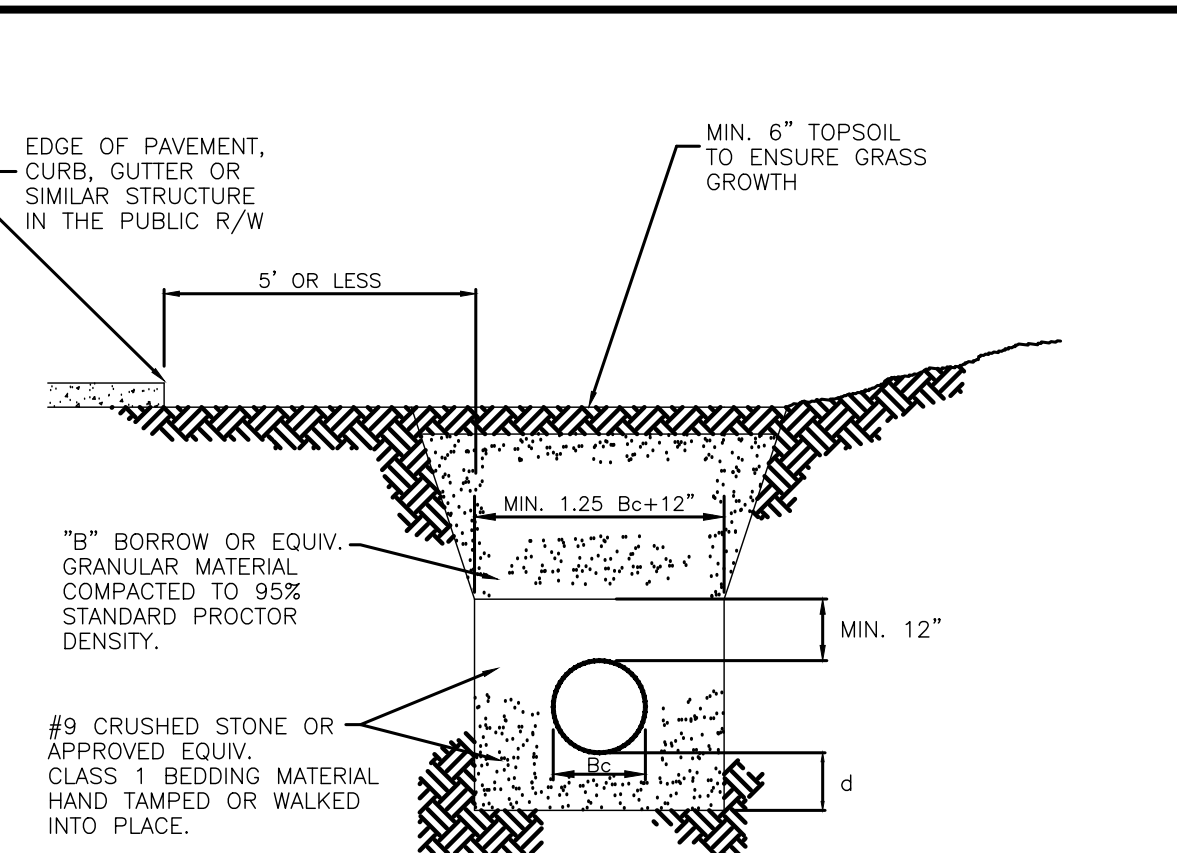 EDGE OF PAVEMENT,
CURB, GUTTER OR
SIMILAR STRUCTURE
IN THE PUBLIC R/W
MIN. 6" TOPSOIL
TO ENSURE GRASS
GROWTH
5' OR LESS
MIN. 1.25 Bc+12"
"B" BORROW OR EQUIV.
GRANULAR MATERIAL
COMPACTED TO 95%
STANDARD PROCTOR
DENSITY.
MIN. 12"
#9 CRUSHED STONE OR
APPROVED EQUIV.
CLASS 1 BEDDING MATERIAL
HAND TAMPED OR WALKED
INTO PLACE.
Bc
d